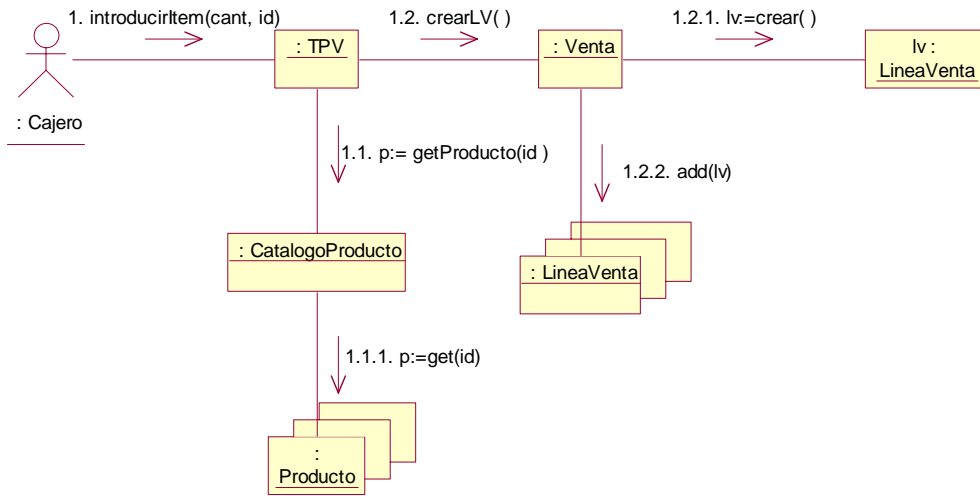 1. introducirItem(cant, id)
1.2. crearLV( )
1.2.1. lv:=crear( )
: TPV
: Venta
lv :
LineaVenta
: Cajero
1.1. p:= getProducto(id )
1.2.2. add(lv)
: CatalogoProducto
: LineaVenta
1.1.1. p:=get(id)
:
Producto